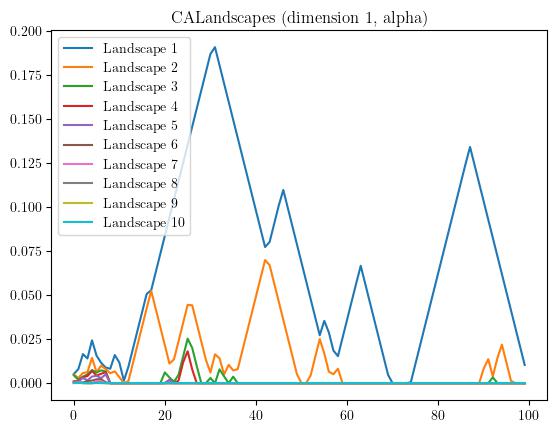 CALandscapes (dimension 1, alpha)
0.200
0.175
0.150
0.125
0.100
0.075
0.050
0.025
0.000
Landscape 1
Landscape 2
Landscape 3
Landscape 4
Landscape 5
Landscape 6
Landscape 7
Landscape 8
Landscape 9
Landscape 10
0 20 40 60 80 100